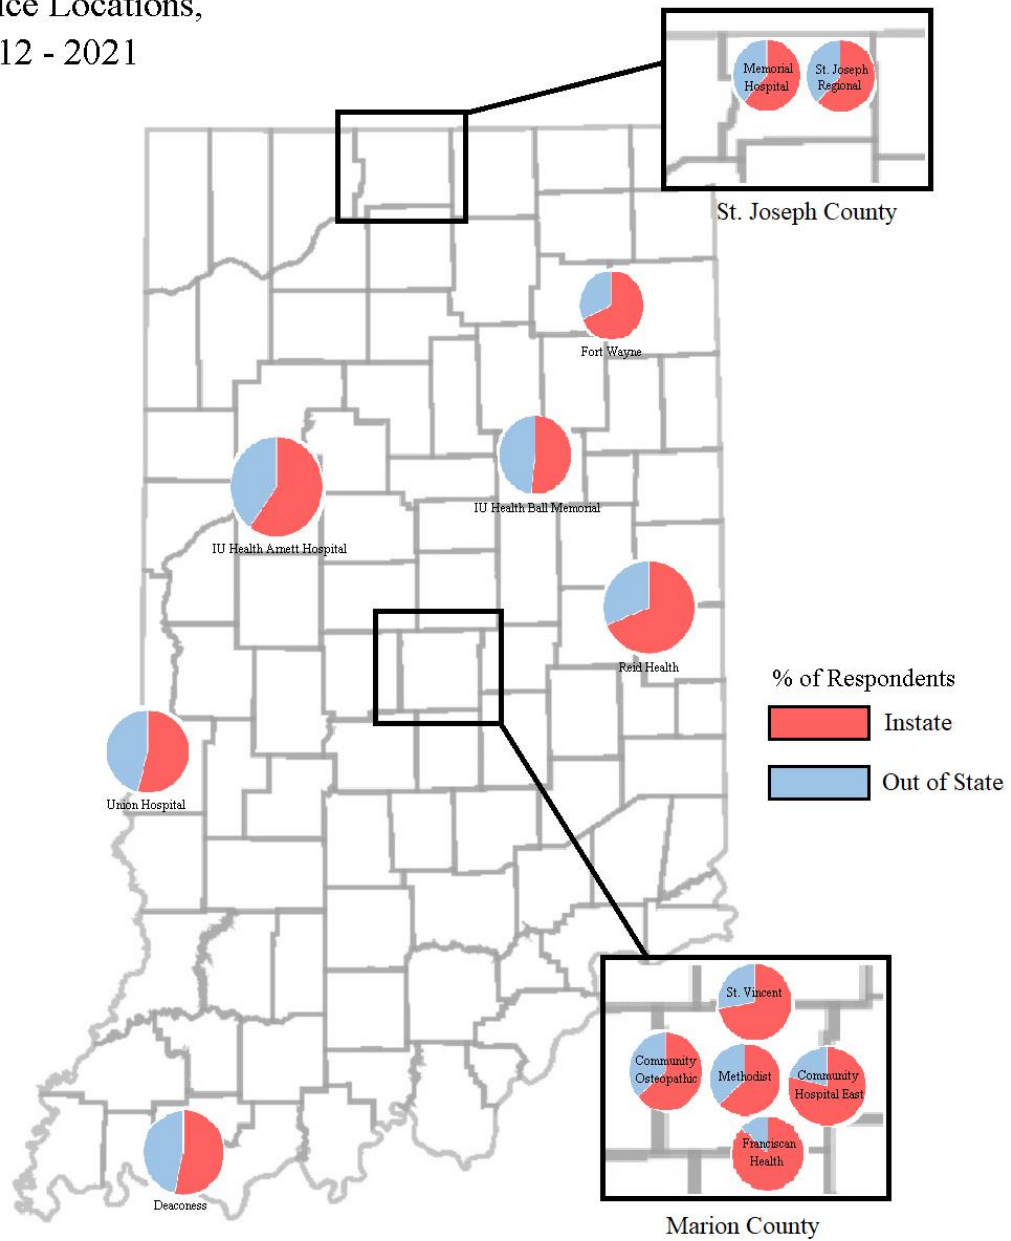 ice Locations,
12 - 2021
Memorial
Hospital
St. Joseph
Regional
St. Joseph County
Fort Wayne
IU Health Ball Memorial
IU Health Arnett Hospital
Reid Health
% of Respondents
Instate
Out of State
Union Hospital
St. Vincent
Community
Osteopathic
Methodist
Community
Hospital East
Franciscan
Health
Deaconess
Marion County